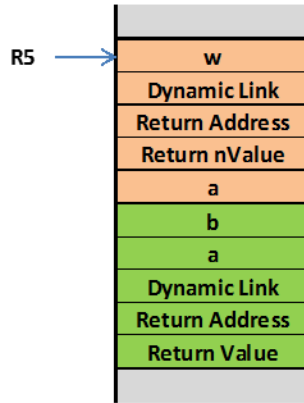 R5
w
Dynamic Link
Return Address
Return nValue
a
b
a
Dynamic Link
Return Address
Return Value